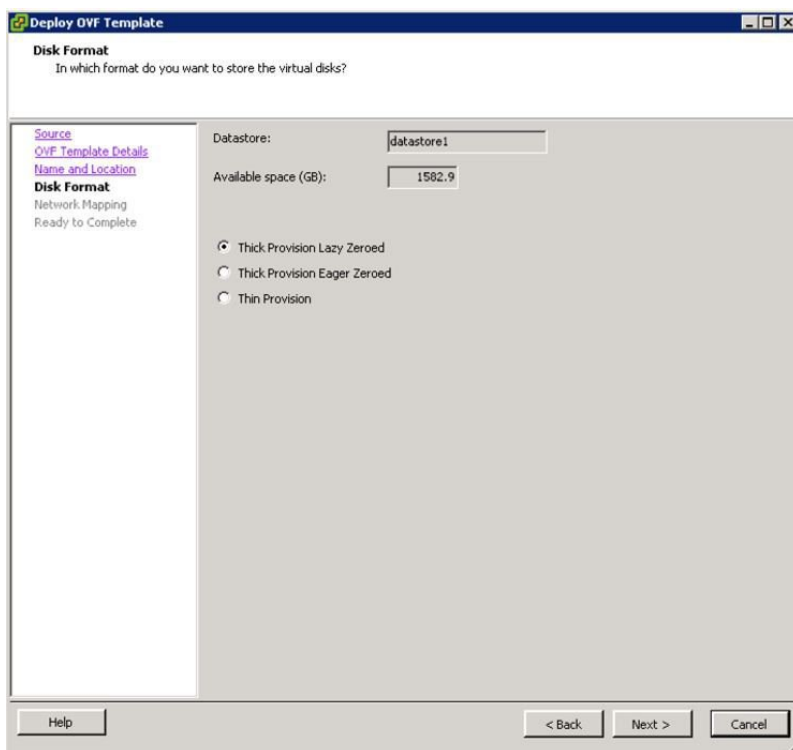 Deploy OVF Template
Disk Format
In which format do you want to store the virtual disks?
Source
OVF Template Details
Name and Location
Disk Format
Network Mapping
Ready to Complete
Datastore: datastore1
Available space (GB): 1582.9
Thick Provision Lazy Zeroed
Thick Provision Eager Zeroed
Thin Provision
Help < Back Next > Cancel